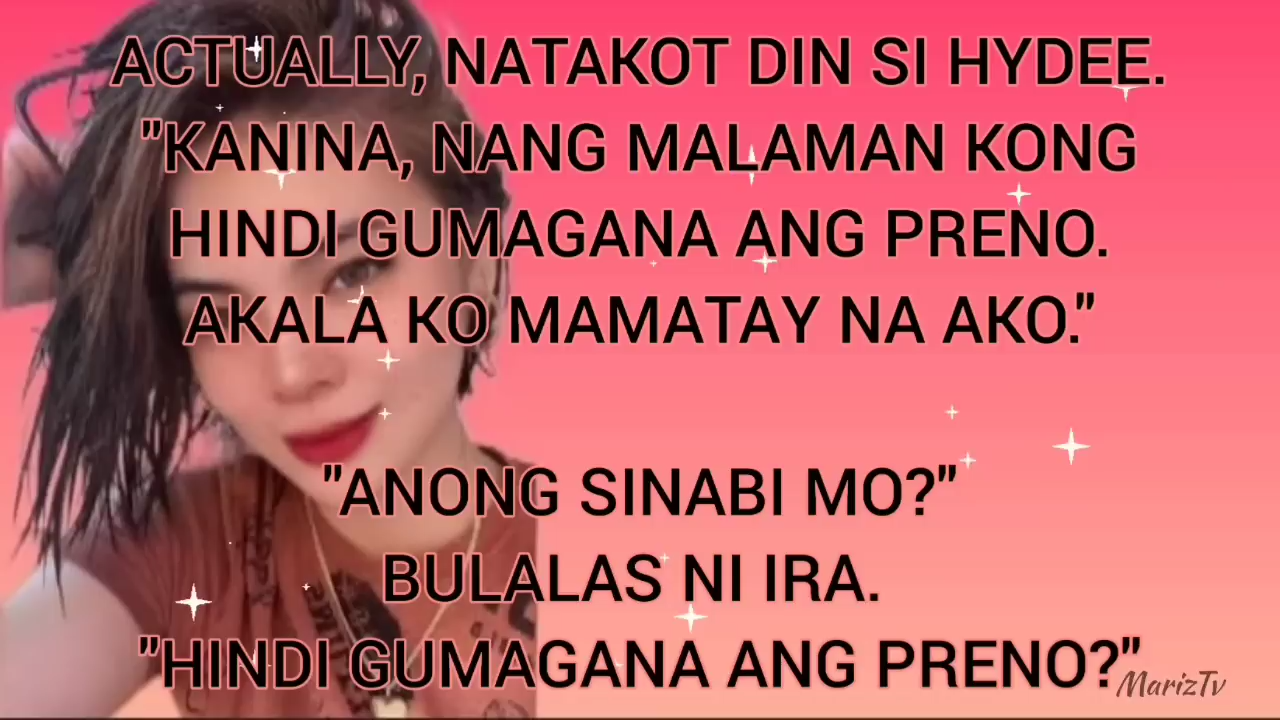 ACTUALLY, NATAKOT DIN SI HYDEE.
"KANINA, NANG MALAMAN KONG
HINDI GUMAGANA ANG PRENO.
AKALA KO MAMATAY NA AKO."
"ANONG SINABI MO?"
BULALAS NI IRA.
"HINDI GUMAGANA ANG PRENO?"
MarizTv